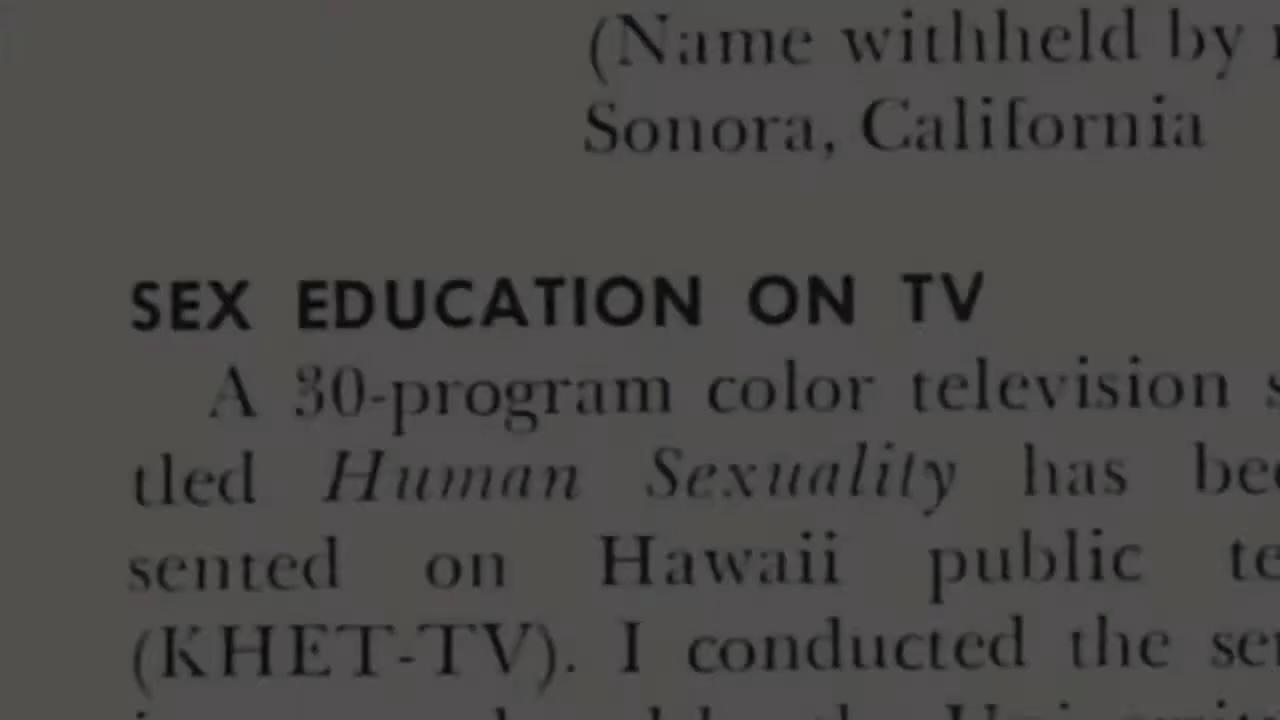 (Name withheld by
Sonora, California
SEX EDUCATION ON TV
A 30-program color television
tled Human Sexuality has
sented on Hawaii public
(KHET-TV). I conducted the